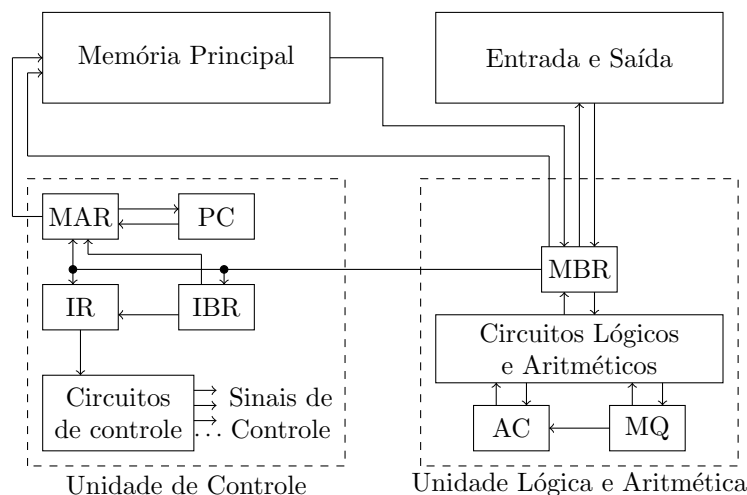 Memória Principal
Entrada e Saída
MAR
PC
MBR
IR
IBR
Circuitos Lógicos
e Aritméticos
Circuitos
de controle
Sinais de
... Controle
AC
MQ
Unidade de Controle
Unidade Lógica e Aritmética